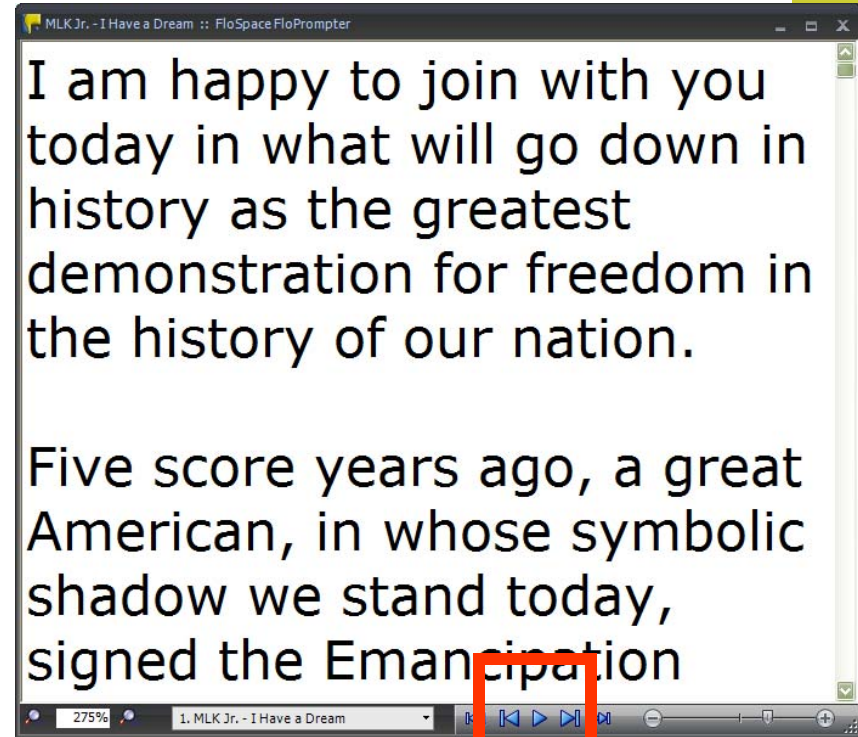 MLK Jr. - I Have a Dream :: FloSpace FloPrompter
I am happy to join with you
today in what will go down in
history as the greatest
demonstration for freedom in
the history of our nation.
Five score years ago, a great
American, in whose symbolic
shadow we stand today,
signed the Emancipation
275% 1. MLK Jr. - I Have a Dream